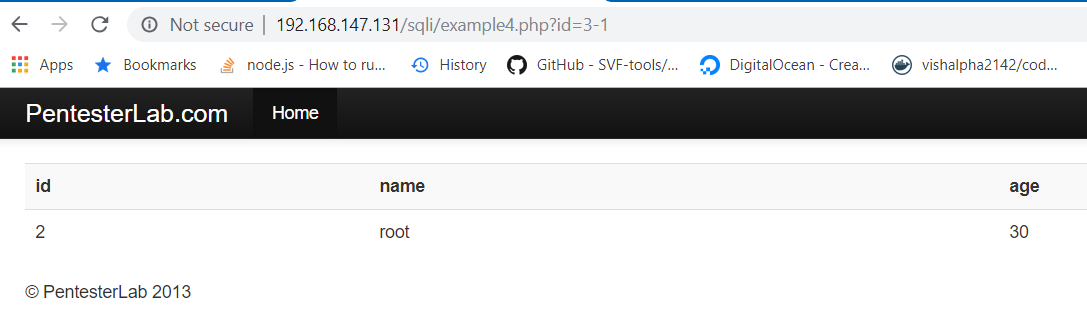 Not secure | 192.168.147.131/sqli/example4.php?id=3-1
Apps Bookmarks node.js - How to ru... History GitHub - SVF-tools/... DigitalOcean - Crea... vishalpha2142/cod...
PentesterLab.com Home
id name age
2 root 30
© PentesterLab 2013